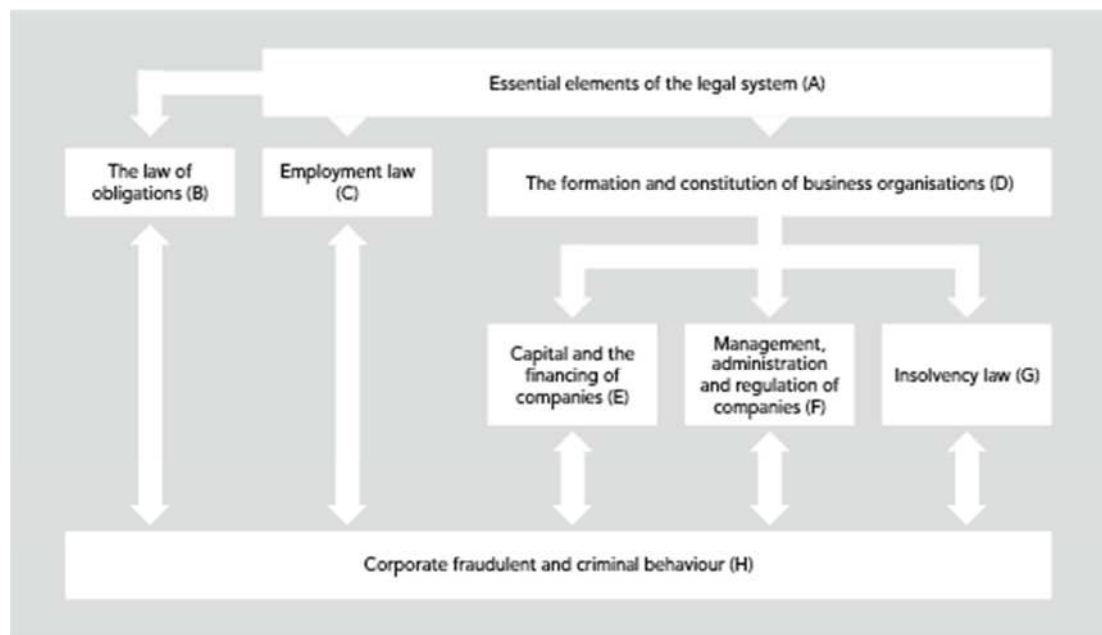 Essential elements of the legal system (A)
The law of
obligations (B)
Employment law
(C)
The formation and constitution of business organisations (D)
Capital and the
financing of
companies (E)
Management,
administration
and regulation of
companies (F)
Insolvency law (G)
Corporate fraudulent and criminal behaviour (H)